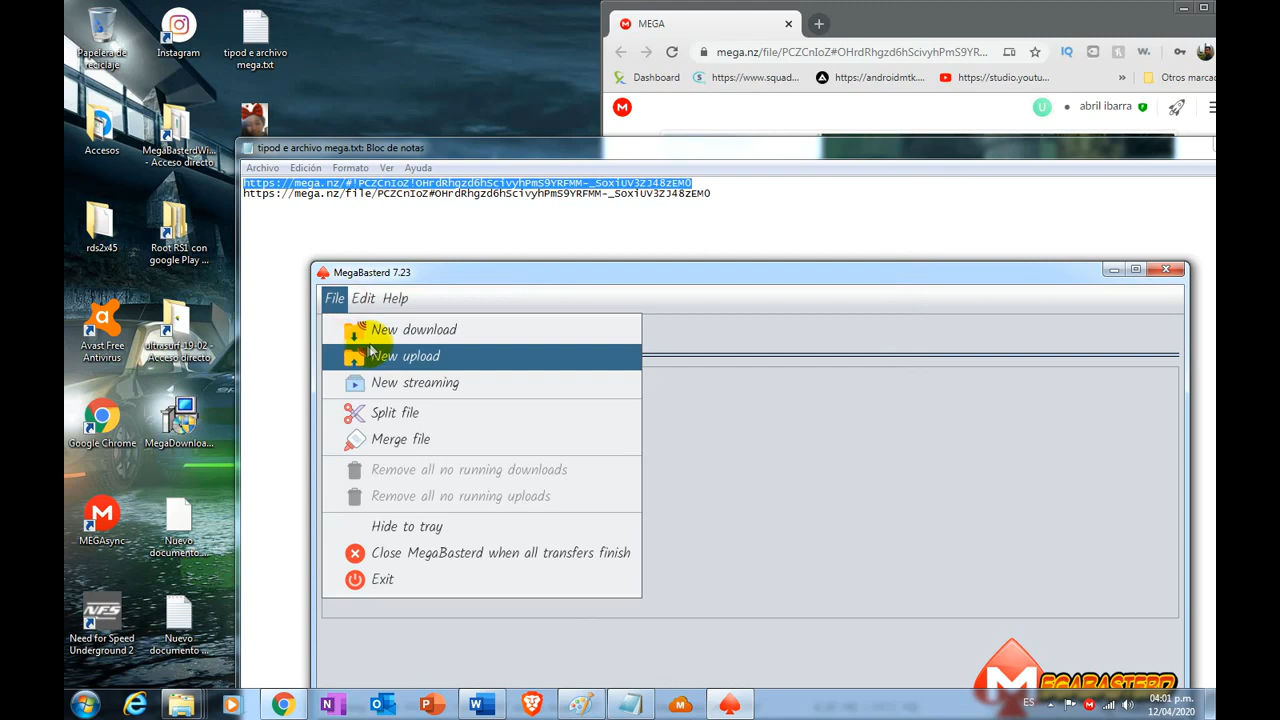 Papelera de
reciclaje
Instagram
tipod e archivo
mega.txt
MEGA
mega.nz/file/PCZCnIoZ#OHrdRhgzd6hScivyhPmS9YR...
Dashboard
https://www.squad...
https://androidmtk....
https://studio.youtu...
Otros marca
abril ibarra
Accesos
MegaBasterdWi...
- Acceso directo
tipod e archivo mega.txt: Bloc de notas
Archivo Edición Formato Ver Ayuda
https://mega.nz/#!PCZCnIoZ!OHrdRhgzd6hScivyhPmS9YRFMM-_SoxiUV3ZJ48zEM0
https://mega.nz/file/PCZCnIoZ#OHrdRhgzd6hScivyhPmS9YRFMM-_SoxiUV3ZJ48zEM0
rds2x45
Root RS1 con
google Play ...
MegaBasterd 7.23
File Edit Help
New download
New upload
New streaming
Split file
Merge file
Remove all no running downloads
Remove all no running uploads
Hide to tray
Close MegaBasterd when all transfers finish
Exit
Avast Free
Antivirus
ultrasurf 19-02 -
Acceso directo
Google Chrome
MegaDownloa...
MEGAsync
Nuevo
documento...
NFS
Need for Speed
Underground 2
Nuevo
documento ...
MEGABASTERD
ES
04:01 p.m.
12/04/2020